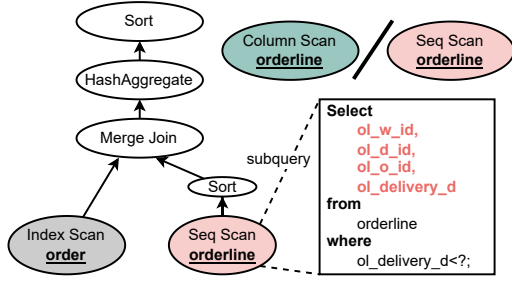 Sort
HashAggregate
Merge Join
Sort
Index Scan
order
Seq Scan
orderline
Column Scan
orderline
Seq Scan
orderline
subquery
Select
ol_w_id,
ol_d_id,
ol_o_id,
ol_delivery_d
from
orderline
where
ol_delivery_d<?;